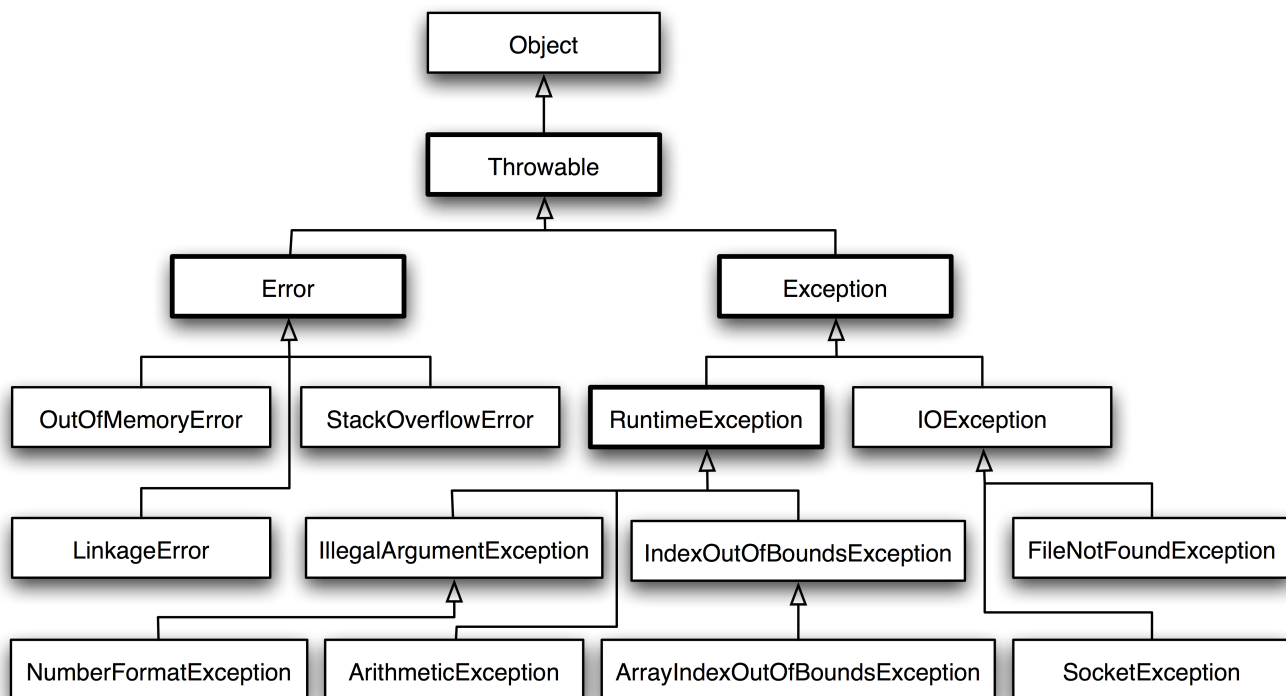 Object
Throwable
Error
Exception
OutOfMemoryError
StackOverflowError
RuntimeException
IOException
LinkageError
IllegalArgumentException
IndexOutOfBoundsException
FileNotFoundException
NumberFormatException
ArithmeticException
ArrayIndexOutOfBoundsException
SocketException